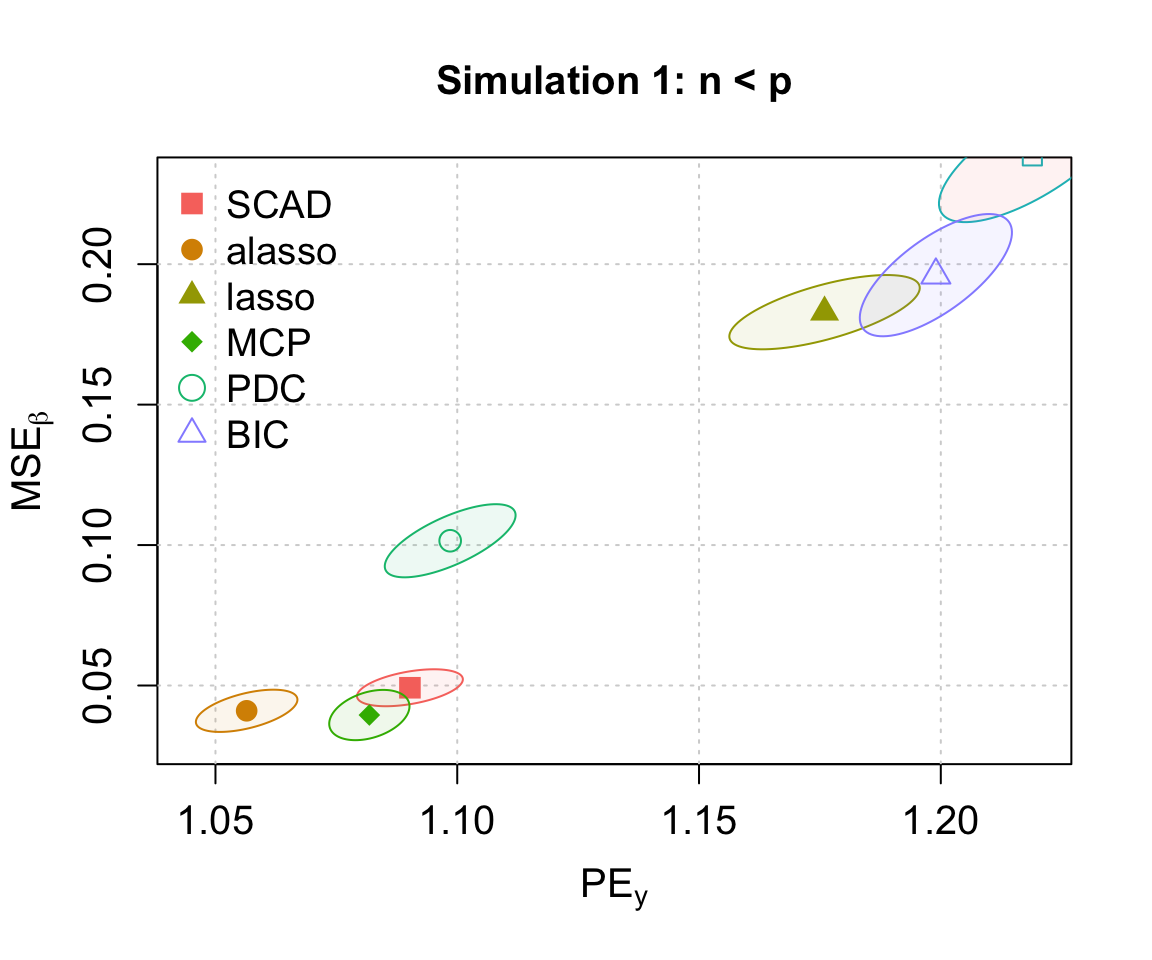 Simulation 1: n < p
SCAD
alasso
lasso
MCP
PDC
BIC
MSEβ
0.20
0.15
0.10
0.05
1.05 1.10 1.15 1.20
PEy